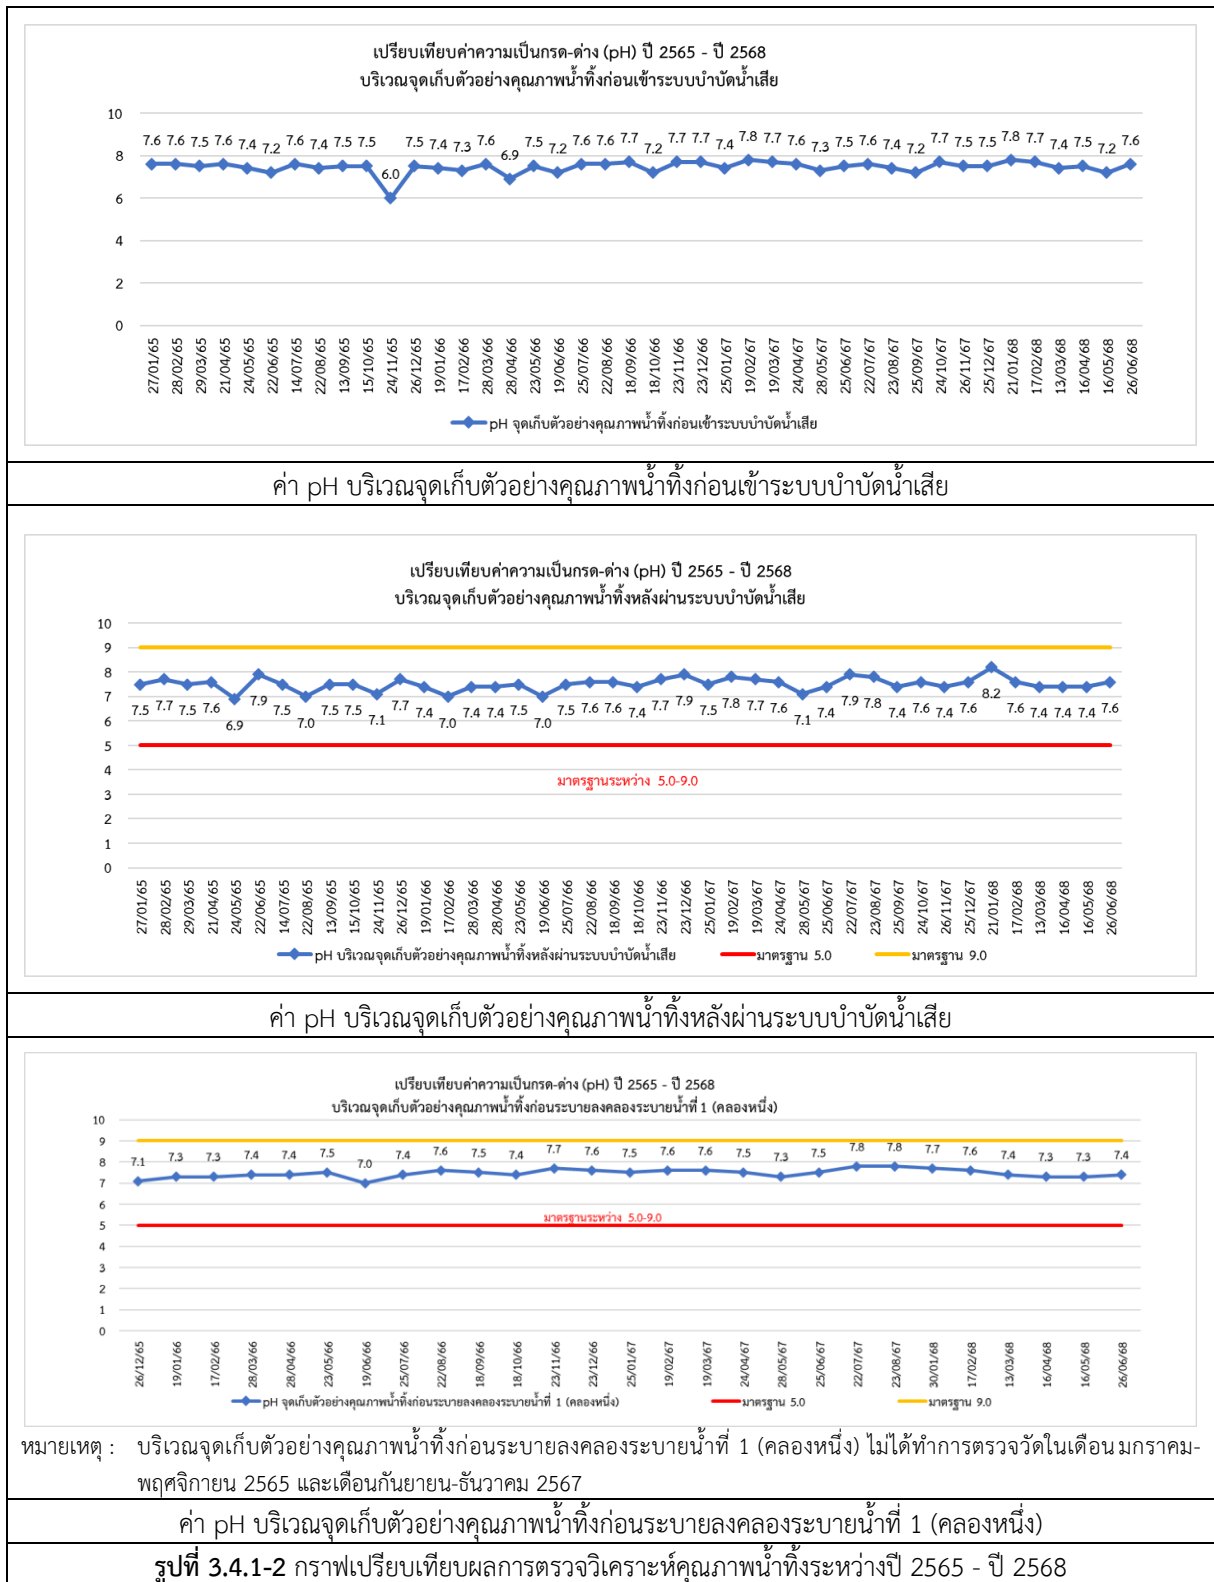 เปรียบเทียบค่าความเป็นกรด-ด่าง (pH) ปี 2565 - ปี 2568
บริเวณจุดเก็บตัวอย่างคุณภาพน้ำทิ้งก่อนเข้าระบบบำบัดน้ำเสีย
10
8
6
4
2
0
7.6 7.6 7.5 7.6 7.4 7.2 7.6 7.4 7.5 7.5 6.0 7.5 7.4 7.3 7.6 6.9 7.5 7.2 7.6 7.6 7.7 7.2 7.7 7.7 7.4 7.8 7.7 7.6 7.3 7.5 7.6 7.4 7.2 7.7 7.5 7.5 7.8 7.7 7.4 7.5 7.2 7.6
27/01/65 28/02/65 29/03/65 21/04/65 24/05/65 22/06/65 14/07/65 22/08/65 13/09/65 15/10/65 24/11/65 26/12/65 19/01/66 17/02/66 28/03/66 28/04/66 23/05/66 19/06/66 25/07/66 22/08/66 18/09/66 18/10/66 23/11/66 23/12/66 25/01/67 19/02/67 19/03/67 24/04/67 28/05/67 25/06/67 22/07/67 23/08/67 25/09/67 24/10/67 26/11/67 25/12/67 21/01/68 17/02/68 13/03/68 16/04/68 16/05/68 26/06/68
pH จุดเก็บตัวอย่างคุณภาพน้ำทิ้งก่อนเข้าระบบบำบัดน้ำเสีย
ค่า pH บริเวณจุดเก็บตัวอย่างคุณภาพน้ำทิ้งก่อนเข้าระบบบำบัดน้ำเสีย
เปรียบเทียบค่าความเป็นกรด-ด่าง (pH) ปี 2565 - ปี 2568
บริเวณจุดเก็บตัวอย่างคุณภาพน้ำทิ้งหลังผ่านระบบบำบัดน้ำเสีย
10
9
8
7
6
5
4
3
2
1
0
7.5 7.7 7.5 7.6 6.9 7.9 7.5 7.0 7.5 7.5 7.1 7.7 7.4 7.0 7.4 7.4 7.5 7.0 7.5 7.6 7.6 7.4 7.7 7.9 7.5 7.8 7.7 7.6 7.1 7.4 7.9 7.8 7.4 7.6 7.4 7.6 8.2 7.6 7.4 7.4 7.4 7.6
มาตรฐานระหว่าง 5.0-9.0
27/01/65 28/02/65 29/03/65 21/04/65 24/05/65 22/06/65 14/07/65 22/08/65 13/09/65 15/10/65 24/11/65 26/12/65 19/01/66 17/02/66 28/03/66 28/04/66 23/05/66 19/06/66 25/07/66 22/08/66 18/09/66 18/10/66 23/11/66 23/12/66 25/01/67 19/02/67 19/03/67 24/04/67 28/05/67 25/06/67 22/07/67 23/08/67 25/09/67 24/10/67 26/11/67 25/12/67 21/01/68 17/02/68 13/03/68 16/04/68 16/05/68 26/06/68
pH บริเวณจุดเก็บตัวอย่างคุณภาพน้ำทิ้งหลังผ่านระบบบำบัดน้ำเสีย มาตรฐาน 5.0 มาตรฐาน 9.0
ค่า pH บริเวณจุดเก็บตัวอย่างคุณภาพน้ำทิ้งหลังผ่านระบบบำบัดน้ำเสีย
เปรียบเทียบค่าความเป็นกรด-ด่าง (pH) ปี 2565 - ปี 2568
บริเวณจุดเก็บตัวอย่างคุณภาพน้ำทิ้งก่อนระบายลงคลองระบายน้ำที่ 1 (คลองหนึ่ง)
10
9
8
7
6
5
4
3
2
1
0
7.1 7.3 7.3 7.4 7.4 7.5 7.0 7.4 7.6 7.5 7.4 7.7 7.6 7.5 7.6 7.6 7.5 7.3 7.5 7.8 7.8 7.7 7.6 7.4 7.3 7.3 7.4
มาตรฐานระหว่าง 5.0-9.0
26/12/65 19/01/66 17/02/66 28/03/66 28/04/66 23/05/66 19/06/66 25/07/66 22/08/66 18/09/66 18/10/66 23/11/66 23/12/66 25/01/67 19/02/67 19/03/67 24/04/67 28/05/67 25/06/67 22/07/67 23/08/67 30/01/68 17/02/68 13/03/68 16/04/68 16/05/68 26/06/68
pH จุดเก็บตัวอย่างคุณภาพน้ำทิ้งก่อนระบายลงคลองระบายน้ำที่ 1 (คลองหนึ่ง) มาตรฐาน 5.0 มาตรฐาน 9.0
หมายเหตุ : บริเวณจุดเก็บตัวอย่างคุณภาพน้ำทิ้งก่อนระบายลงคลองระบายน้ำที่ 1 (คลองหนึ่ง) ไม่ได้ทำการตรวจวัดในเดือนมกราคม-
พฤศจิกายน 2565 และเดือนกันยายน-ธันวาคม 2567
ค่า pH บริเวณจุดเก็บตัวอย่างคุณภาพน้ำทิ้งก่อนระบายลงคลองระบายน้ำที่ 1 (คลองหนึ่ง)
รูปที่ 3.4.1-2 กราฟเปรียบเทียบผลการตรวจวิเคราะห์คุณภาพน้ำทิ้งระหว่างปี 2565 - ปี 2568